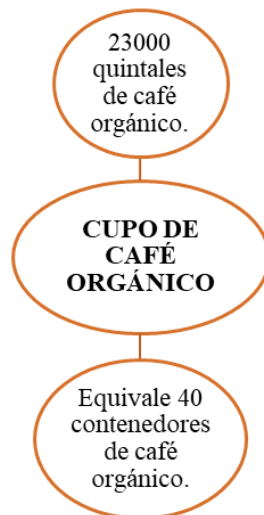 23000
quintales
de café
orgánico.
CUPO DE
CAFÉ
ORGÁNICO
Equivale 40
contenedores
de café
orgánico.